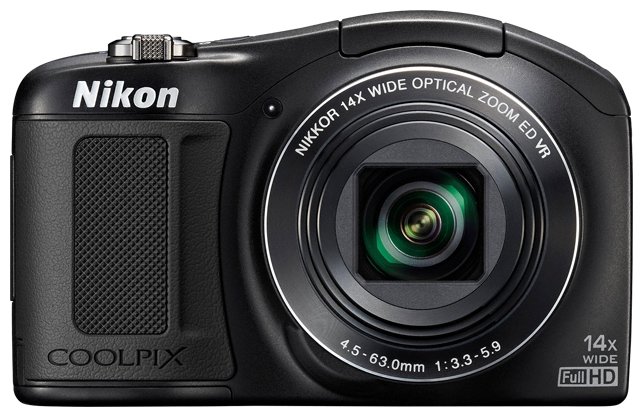 Nikon
NIKKOR 14X WIDE OPTICAL ZOOM ED VR
4.5-63.0mm 1:3.3-5.9
COOLPIX
14x
WIDE
Full HD